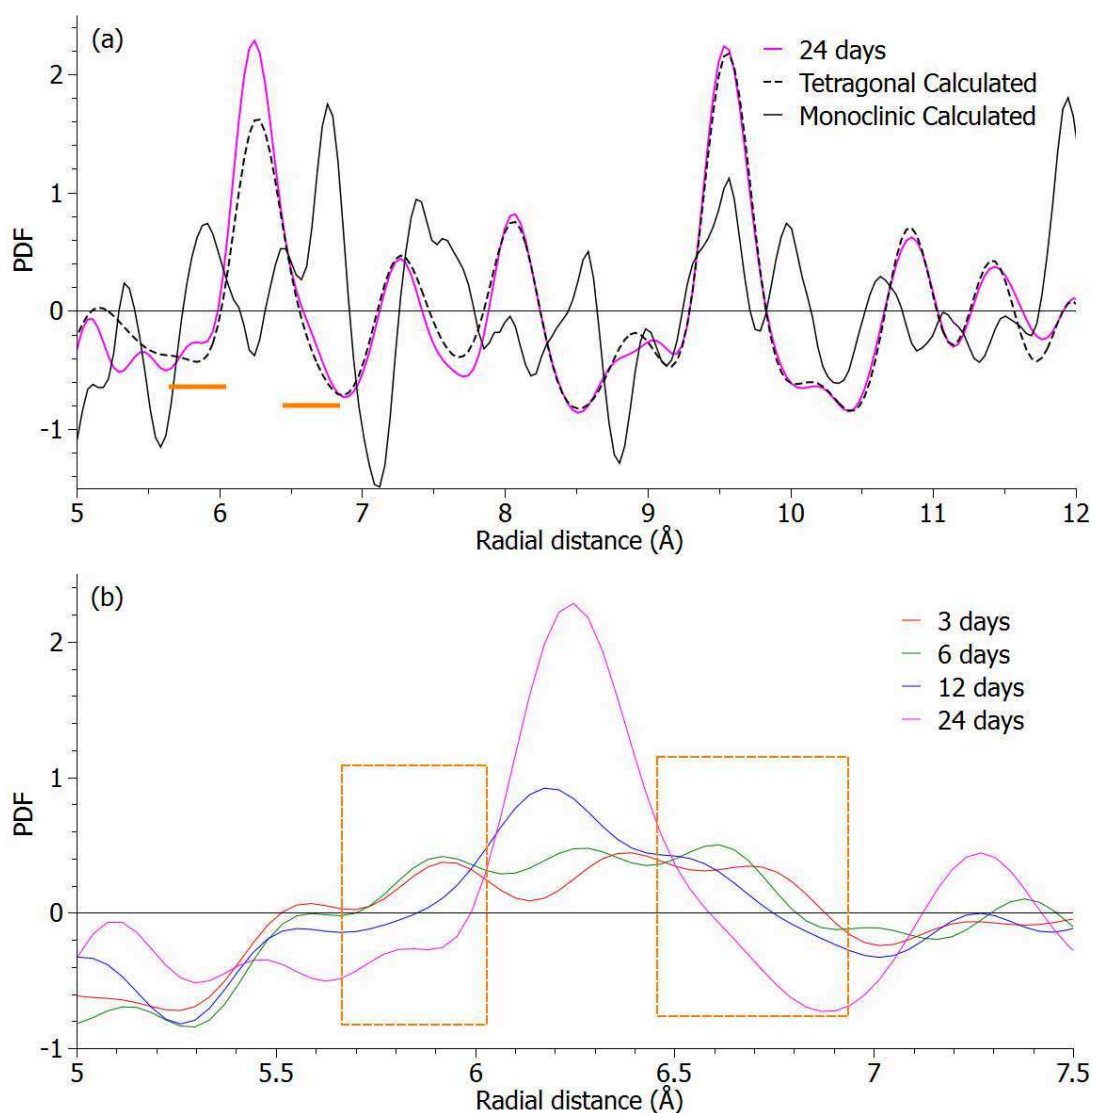 (a)
24 days
Tetragonal Calculated
Monoclinic Calculated
PDF
2
1
0
-1
5 6 7 8 9 10 11 12
Radial distance (Å)
(b)
3 days
6 days
12 days
24 days
PDF
2
1
0
-1
5 5.5 6 6.5 7 7.5
Radial distance (Å)